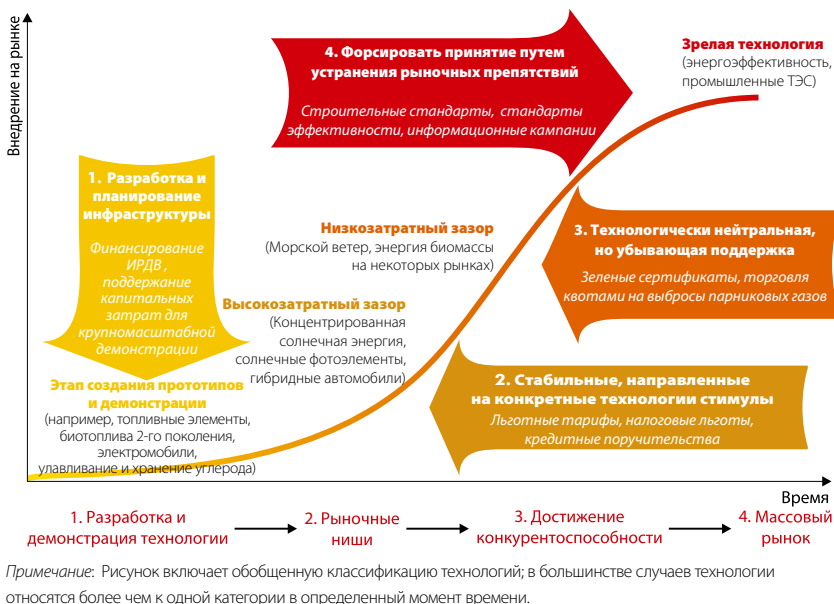 Внедрение на рынке
4. Форсировать принятие путем
устранения рыночных препятствий
Строительные стандарты, стандарты
эффективности, информационные кампании
Зрелая технология
(энергоэффективность,
промышленные ТЭС)
1. Разработка и
планирование
инфраструктуры
Финансирование
ИРДВ ,
поддержание
капитальных
затрат для
крупномасштабной
демонстрации
Низкозатратный зазор
(Морской ветер, энергия биомассы
на некоторых рынках)
3. Технологически нейтральная,
но убывающая поддержка
Зеленые сертификаты, торговля
квотами на выбросы парниковых газов
Высокозатратный зазор
(Концентрированная
солнечная энергия,
солнечные фотоэлементы,
гибридные автомобили)
2. Стабильные, направленные
на конкретные технологии стимулы
Льготные тарифы, налоговые льготы,
кредитные поручительства
Этап создания прототипов
и демонстрации
(например, топливные элементы,
биотоплива 2-го поколения,
электромобили,
улавливание и хранение углерода)
Время
1. Разработка и
демонстрация технологии
2. Рыночные
ниши
3. Достижение
конкурентоспособности
4. Массовый
рынок
Примечание: Рисунок включает обобщенную классификацию технологий; в большинстве случаев технологии
относятся более чем к одной категории в определенный момент времени.